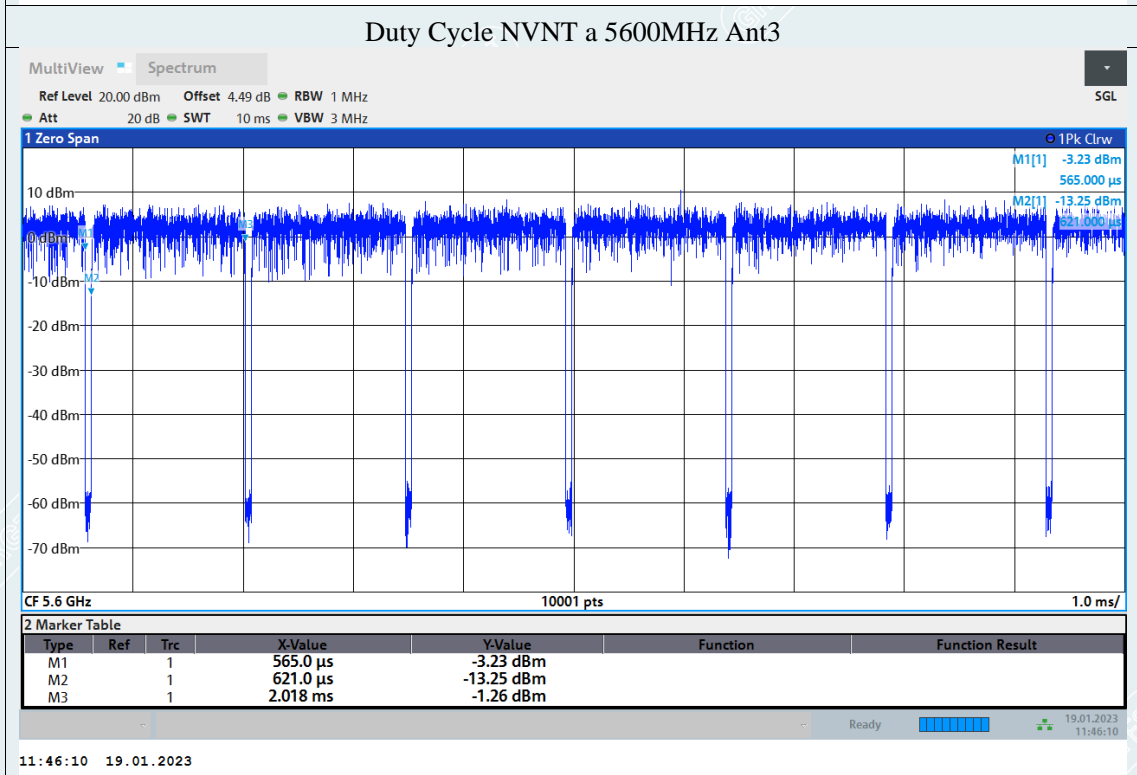 Duty Cycle NVNT a 5600MHz Ant3
MultiView Spectrum
Ref Level 20.00 dBm Offset 4.49 dB RBW 1 MHz SGL
Att 20 dB SWT 10 ms VBW 3 MHz
1 Zero Span 1Pk Clrw
M1[1] -3.23 dBm
565.000 µs
M2[1] -13.25 dBm
621.000 µs
10 dBm
M1
M3
0 dBm
M2
-10 dBm
-20 dBm
-30 dBm
-40 dBm
-50 dBm
-60 dBm
-70 dBm
CF 5.6 GHz 10001 pts 1.0 ms/
2 Marker Table
Type Ref Trc X-Value Y-Value Function Function Result
M1 1 565.0 µs -3.23 dBm
M2 1 621.0 µs -13.25 dBm
M3 1 2.018 ms -1.26 dBm
Ready 19.01.2023
11:46:10
11:46:10 19.01.2023